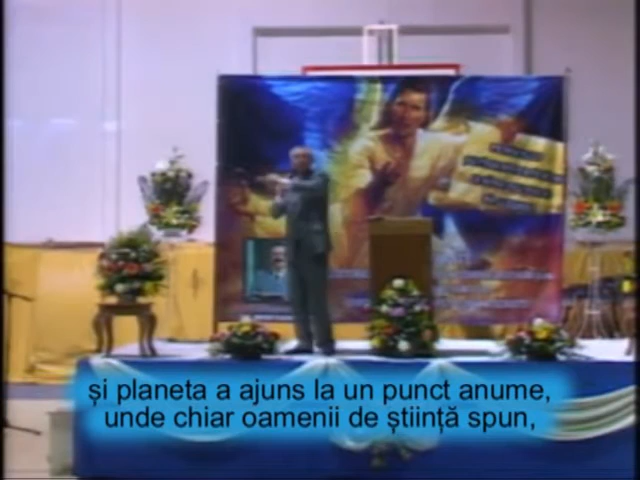 și planeta a ajuns la un punct anume,
unde chiar oamenii de știință spun,